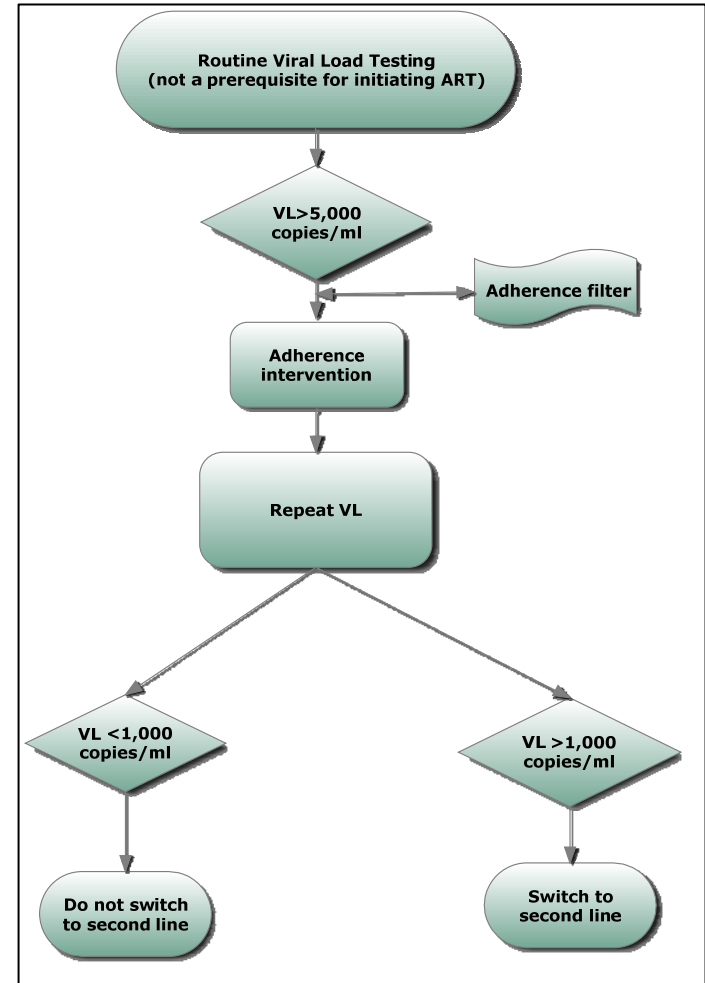 Routine Viral Load Testing
(not a prerequisite for initiating ART)
VL>5,000
copies/ml
Adherence filter
Adherence
intervention
Repeat VL
VL <1,000
copies/ml
VL >1,000
copies/ml
Do not switch
to second line
Switch to
second line